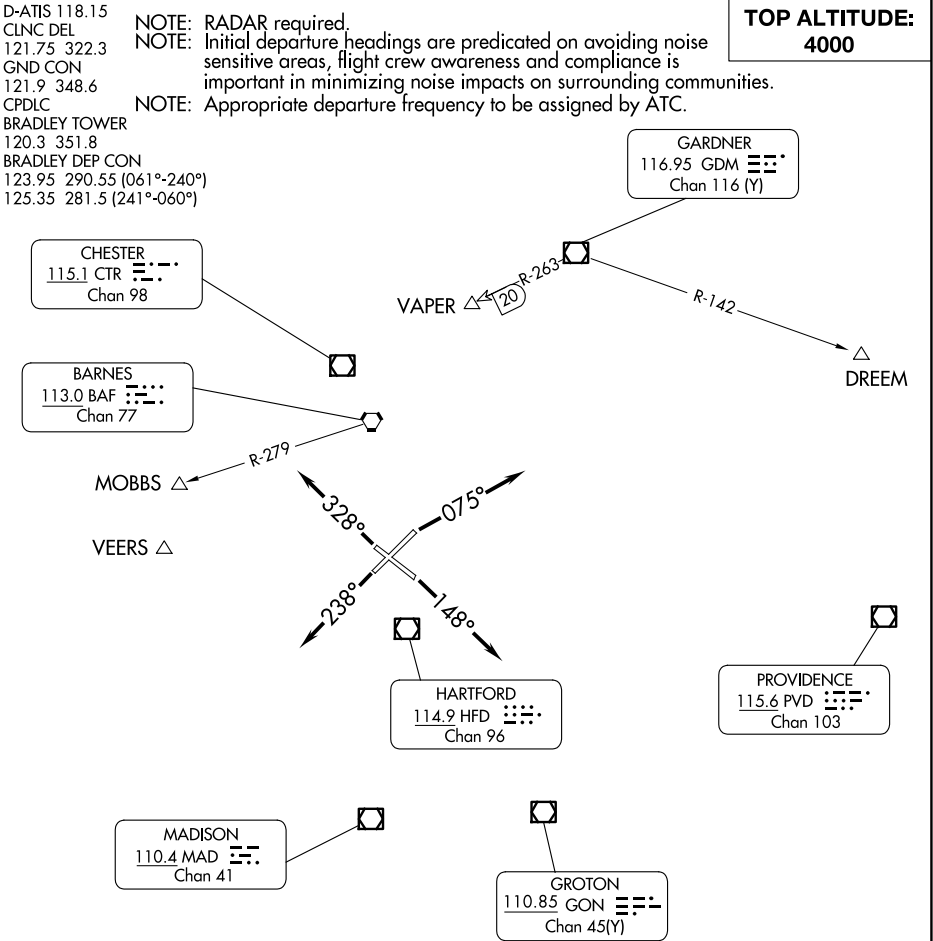 D-ATIS 118.15
CLNC DEL
121.75 322.3
GND CON
121.9 348.6
CPDLC
BRADLEY TOWER
120.3 351.8
BRADLEY DEP CON
123.95 290.55 (061°-240°)
125.35 281.5 (241°-060°)
NOTE: RADAR required.
NOTE: Initial departure headings are predicated on avoiding noise
sensitive areas, flight crew awareness and compliance is
important in minimizing noise impacts on surrounding communities.
NOTE: Appropriate departure frequency to be assigned by ATC.
TOP ALTITUDE:
4000
GARDNER
116.95 GDM
Chan 116 (Y)
CHESTER
115.1 CTR
Chan 98
VAPER
20
R-263
R-142
DREEM
BARNES
113.0 BAF
Chan 77
R-279
MOBBS
VEERS
328°
075°
238°
148°
HARTFORD
114.9 HFD
Chan 96
PROVIDENCE
115.6 PVD
Chan 103
MADISON
110.4 MAD
Chan 41
GROTON
110.85 GON
Chan 45(Y)